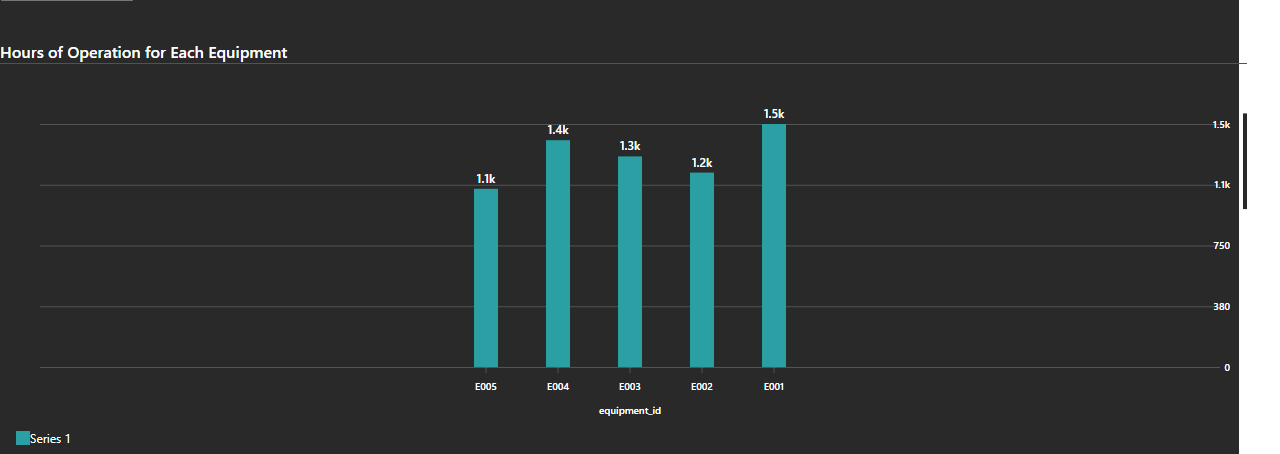 Hours of Operation for Each Equipment
1.5k
1.4k
1.3k
1.2k
1.1k
1.5k
1.1k
750
380
0
E005 E004 E003 E002 E001
equipment_id
Series 1